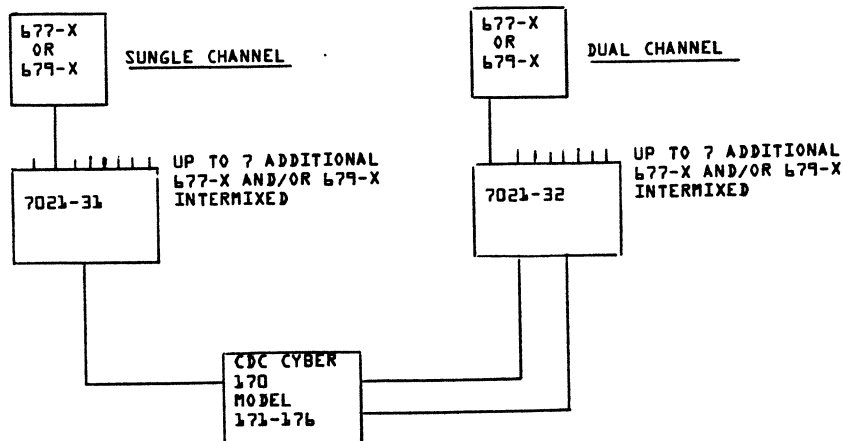 677-X
OR
679-X
SUNGLE CHANNEL
677-X
OR
679-X
DUAL CHANNEL
UP TO 7 ADDITIONAL
677-X AND/OR 679-X
INTERMIXED
7021-31
UP TO 7 ADDITIONAL
677-X AND/OR 679-X
INTERMIXED
7021-32
CDC CYBER
170
MODEL
171-176